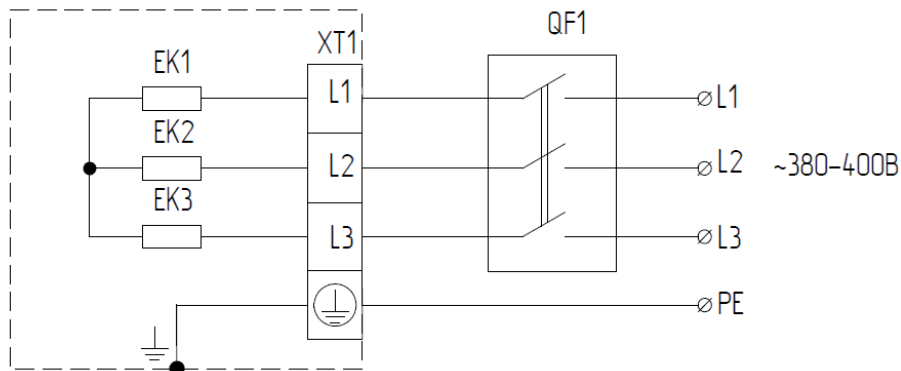 QF1
XT1
EK1
L1
L1
EK2
L2
L2
~380-400В
EK3
L3
L3
PE